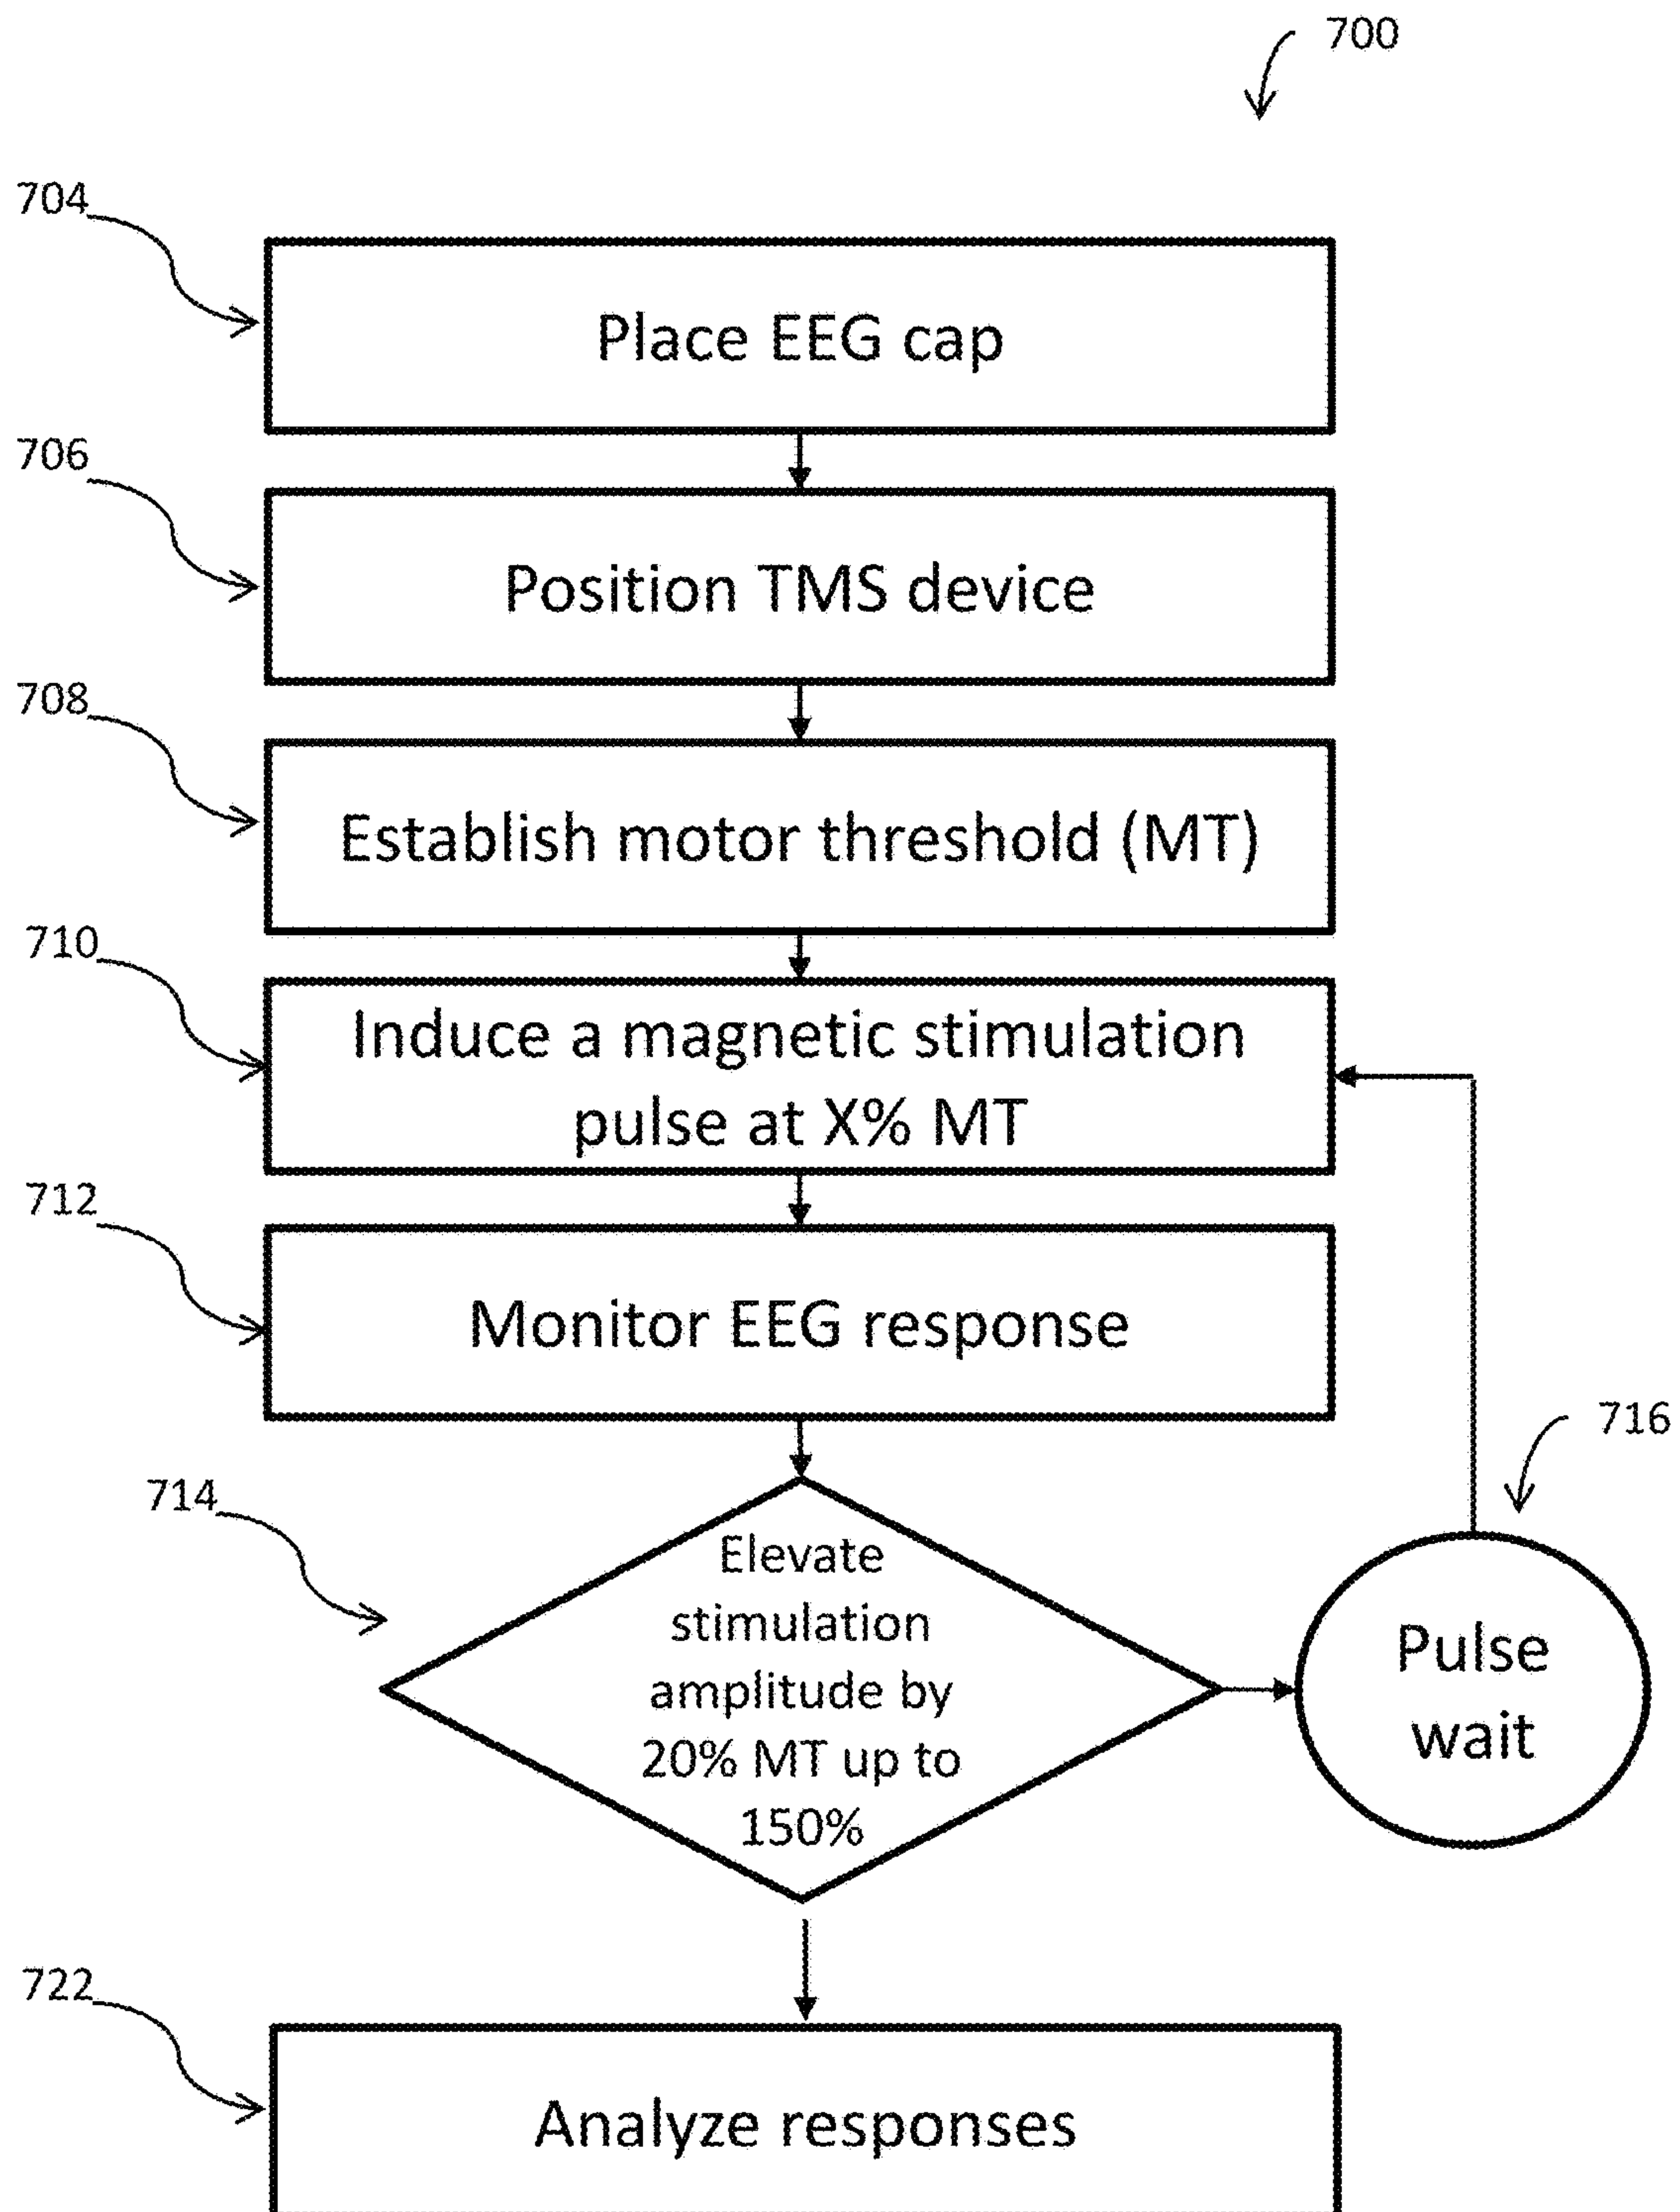 700
704
Place EEG cap
706
Position TMS device
708
Establish motor threshold (MT)
710
Induce a magnetic stimulation
pulse at X% MT
712
Monitor EEG response
716
714
Elevate
stimulation
amplitude by
20% MT up to
150%
Pulse
wait
722
Analyze responses